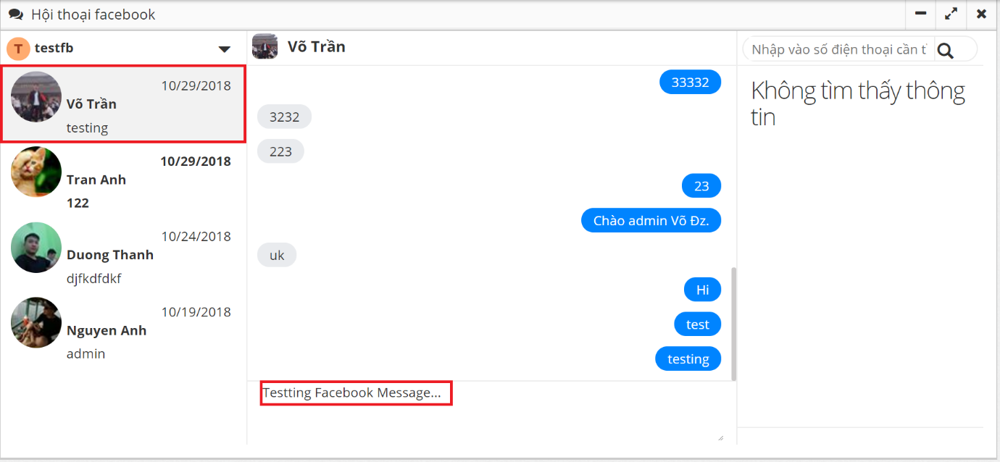 Hội thoại facebook
T testfb
10/29/2018
Võ Trần
testing
10/29/2018
Tran Anh
122
10/24/2018
Duong Thanh
djfkdfdkf
10/19/2018
Nguyen Anh
admin
Võ Trần
33332
3232
223
23
Chào admin Võ Đz.
uk
Hi
test
testing
Testting Facebook Message...
Nhập vào số điện thoại cần
Không tìm thấy thông
tin